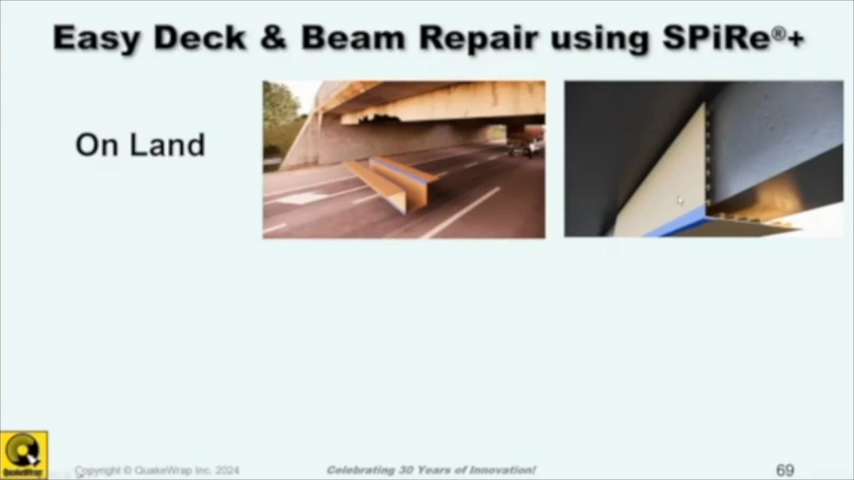 Easy Deck & Beam Repair using SPiRe®+
On Land
QuakeWrap
Copyright © QuakeWrap Inc. 2024
Celebrating 30 Years of Innovation!
69